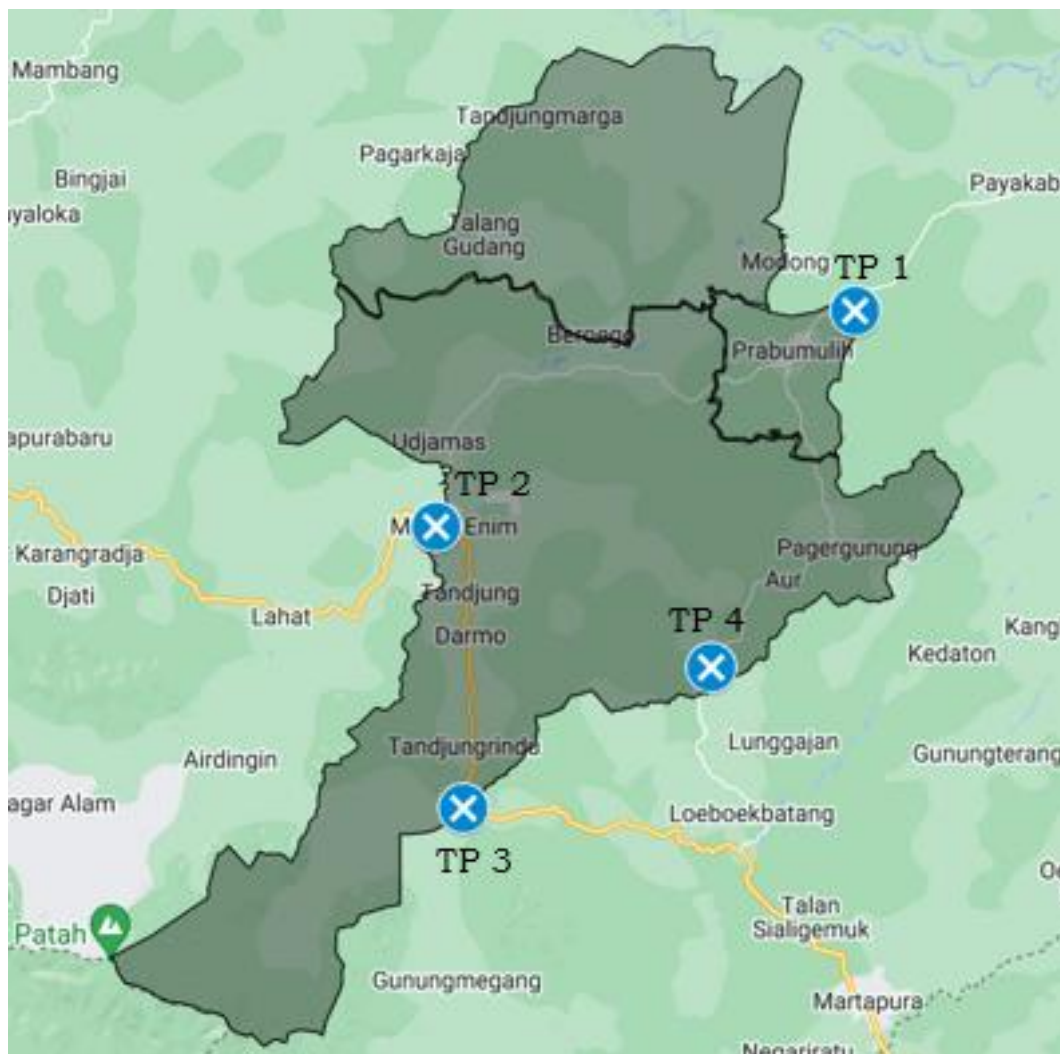 Mambang
Tandjungmarga
Pagarkaja
Bingjai
Payakab
yaloka
Talang
Gudang
Modong
TP 1
Berongo
Prabumulih
apurabaru
Udjamas
TP 2
M Enim
Karangradja
Pagergunung
Djati
Tandjung
Aur
Lahat
TP 4
Darmo
Kang
Kedaton
Tandjungrinde
Lunggajan
Airdingin
Gunungterang
agar Alam
Loeboekbatang
TP 3
Oe
Talan
Sialigemuk
Patah
Gunungmegang
Martapura
Negariratu